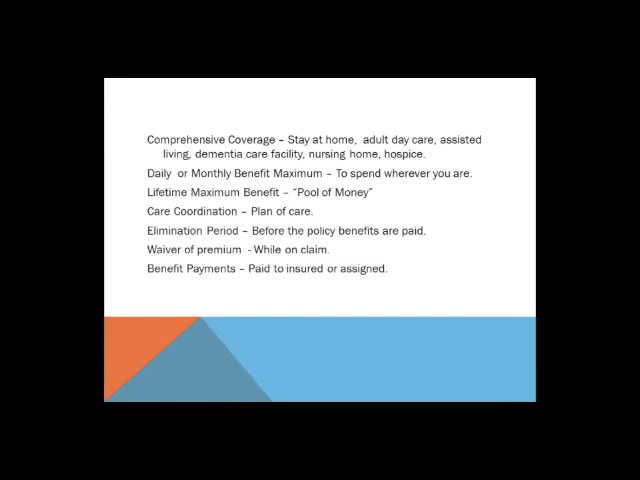 Comprehensive Coverage – Stay at home,  adult day care, assisted
living, dementia care facility, nursing home, hospice.
Daily  or Monthly Benefit Maximum – To spend wherever you are.
Lifetime Maximum Benefit – “Pool of Money”
Care Coordination – Plan of care.
Elimination Period – Before the policy benefits are paid.
Waiver of premium  - While on claim.
Benefit Payments – Paid to insured or assigned.